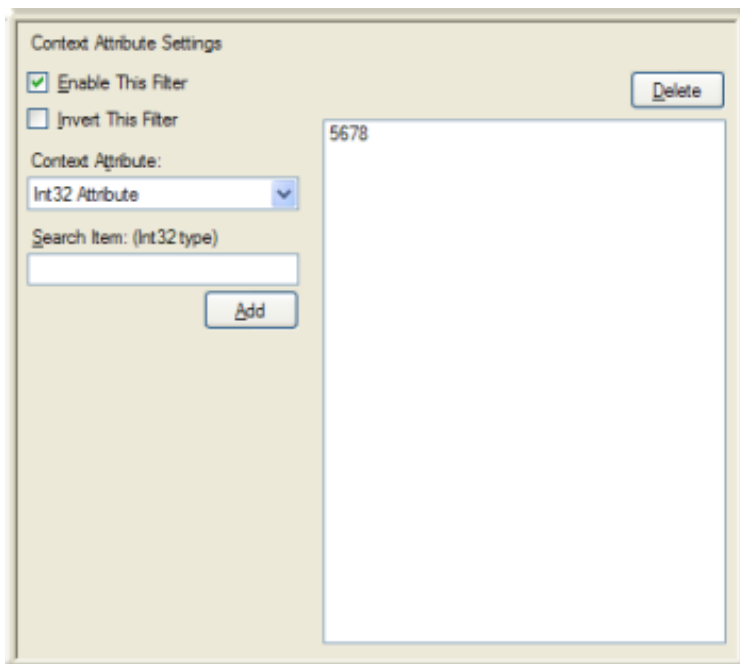 Context Attribute Settings
Enable This Filter
Delete
Invert This Filter
5678
Context Attribute:
Int32 Attribute
Search Item: (Int32 type)
Add